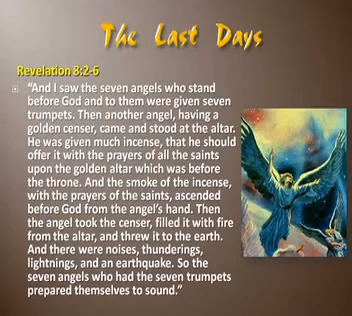 The Last Days
Revelation 8:2-6
“And I saw the seven angels who stand
before God and to them were given seven
trumpets. Then another angel, having a
golden censer, came and stood at the altar.
He was given much incense, that he should
offer it with the prayers of all the saints
upon the golden altar which was before
the throne. And the smoke of the incense,
with the prayers of the saints, ascended
before God from the angel’s hand. Then
the angel took the censer, filled it with fire
from the altar, and threw it to the earth.
And there were noises, thunderings,
lightnings, and an earthquake. So the
seven angels who had the seven trumpets
prepared themselves to sound.”